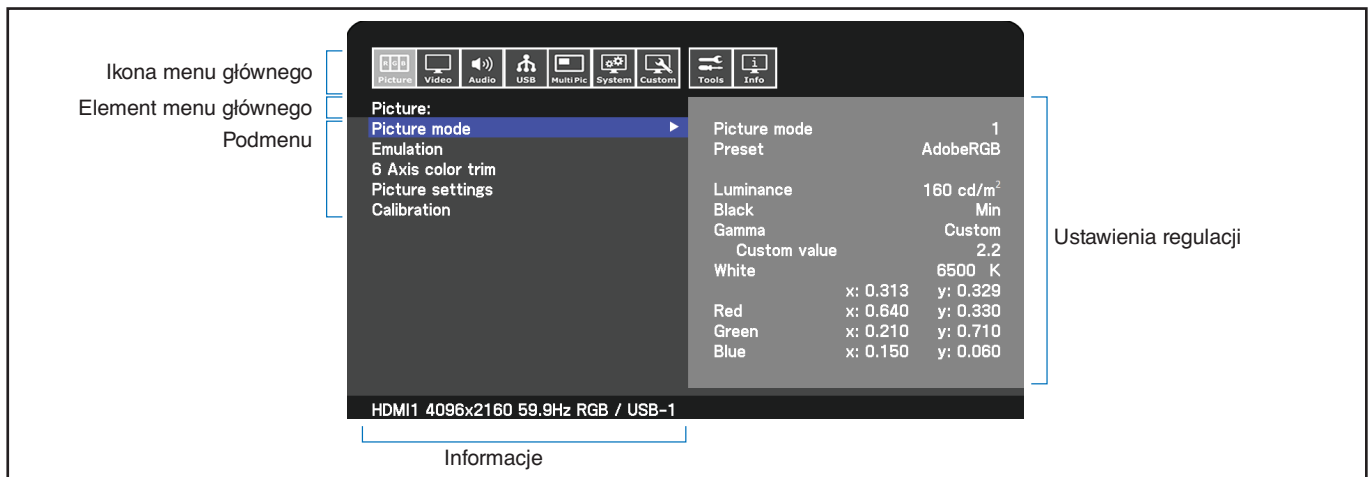 Ikona menu głównego
RGB
Picture Video Audio USB MultiPic System Custom Tools Info
Element menu głównego
Picture:
Podmenu
Picture mode
Emulation
6 Axis color trim
Picture settings
Calibration
Picture mode 1
Preset AdobeRGB
Luminance 160 cd/m²
Black Min
Gamma Custom
Custom value 2.2
White 6500 K
x: 0.313 y: 0.329
Red x: 0.640 y: 0.330
Green x: 0.210 y: 0.710
Blue x: 0.150 y: 0.060
Ustawienia regulacji
HDMI1 4096x2160 59.9Hz RGB / USB-1
Informacje